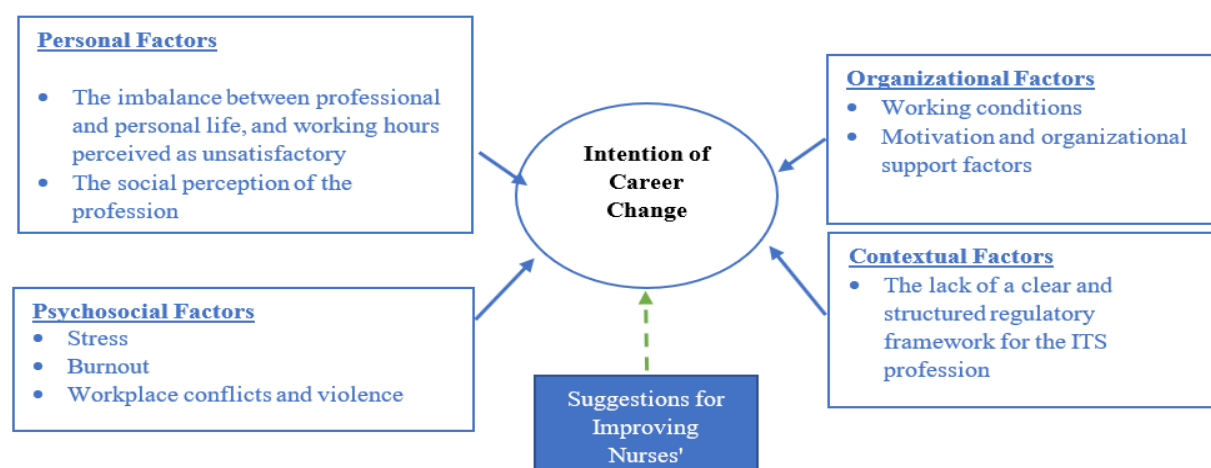 Personal Factors
• The imbalance between professional
and personal life, and working hours
perceived as unsatisfactory
• The social perception of the
profession
Psychosocial Factors
• Stress
• Burnout
• Workplace conflicts and violence
Intention of
Career
Change
Suggestions for
Improving
Nurses'
Organizational Factors
• Working conditions
• Motivation and organizational
support factors
Contextual Factors
• The lack of a clear and
structured regulatory
framework for the ITS
profession